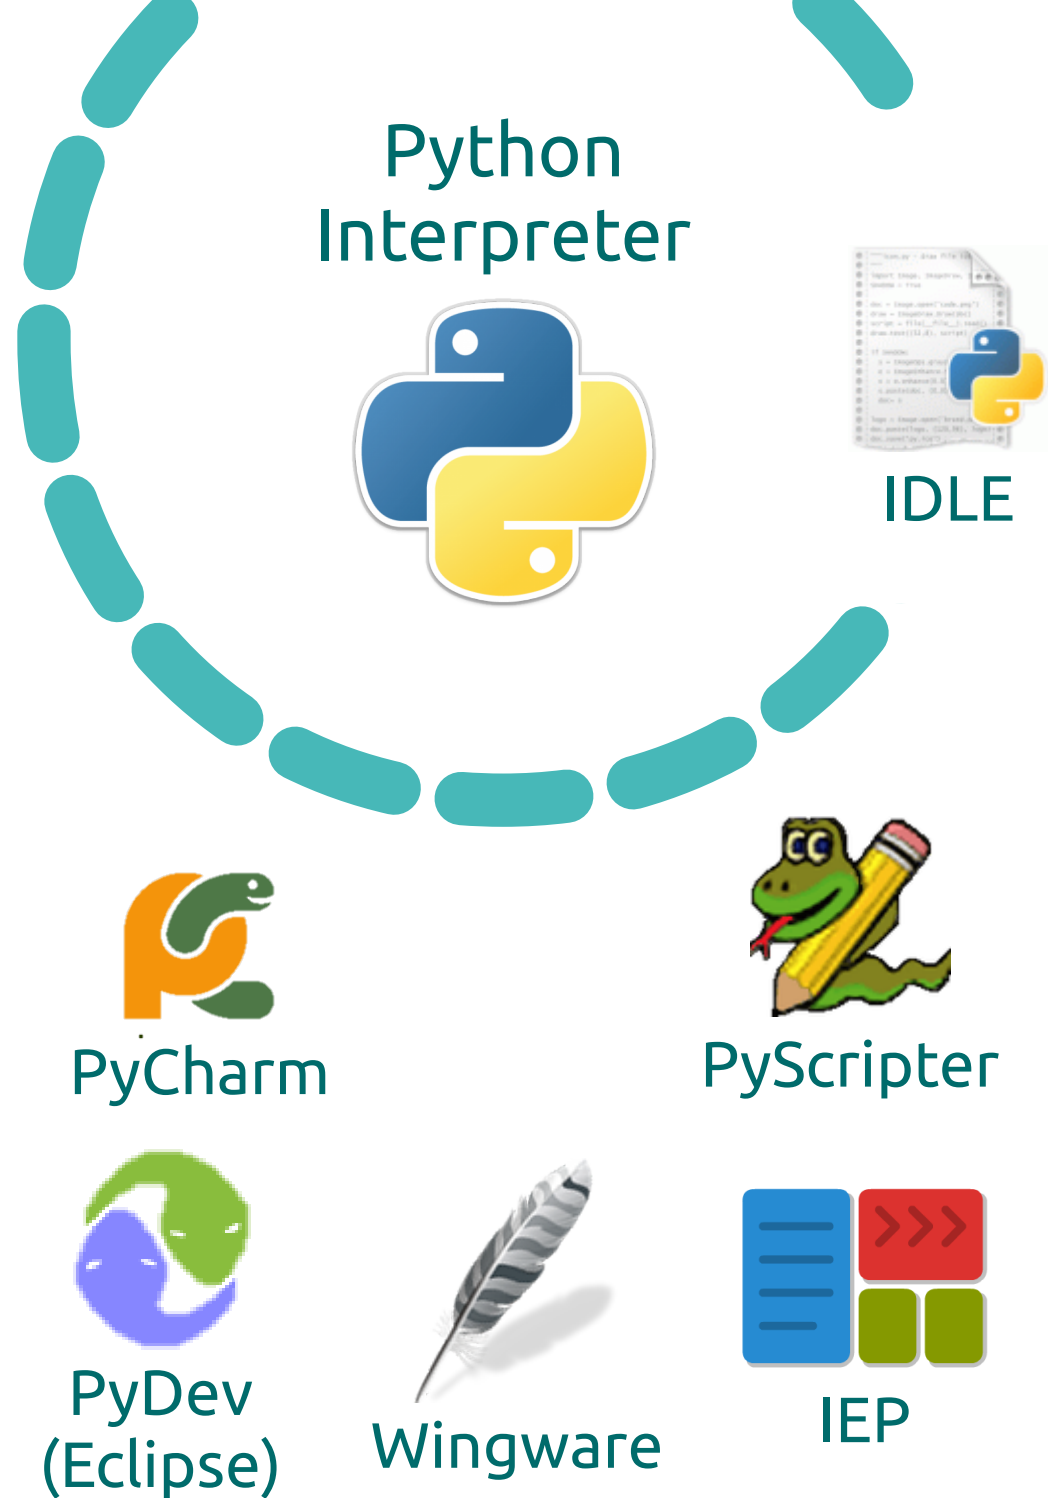 Python
Interpreter
IDLE
PyCharm
PyScripter
PyDev
(Eclipse)
Wingware
IEP